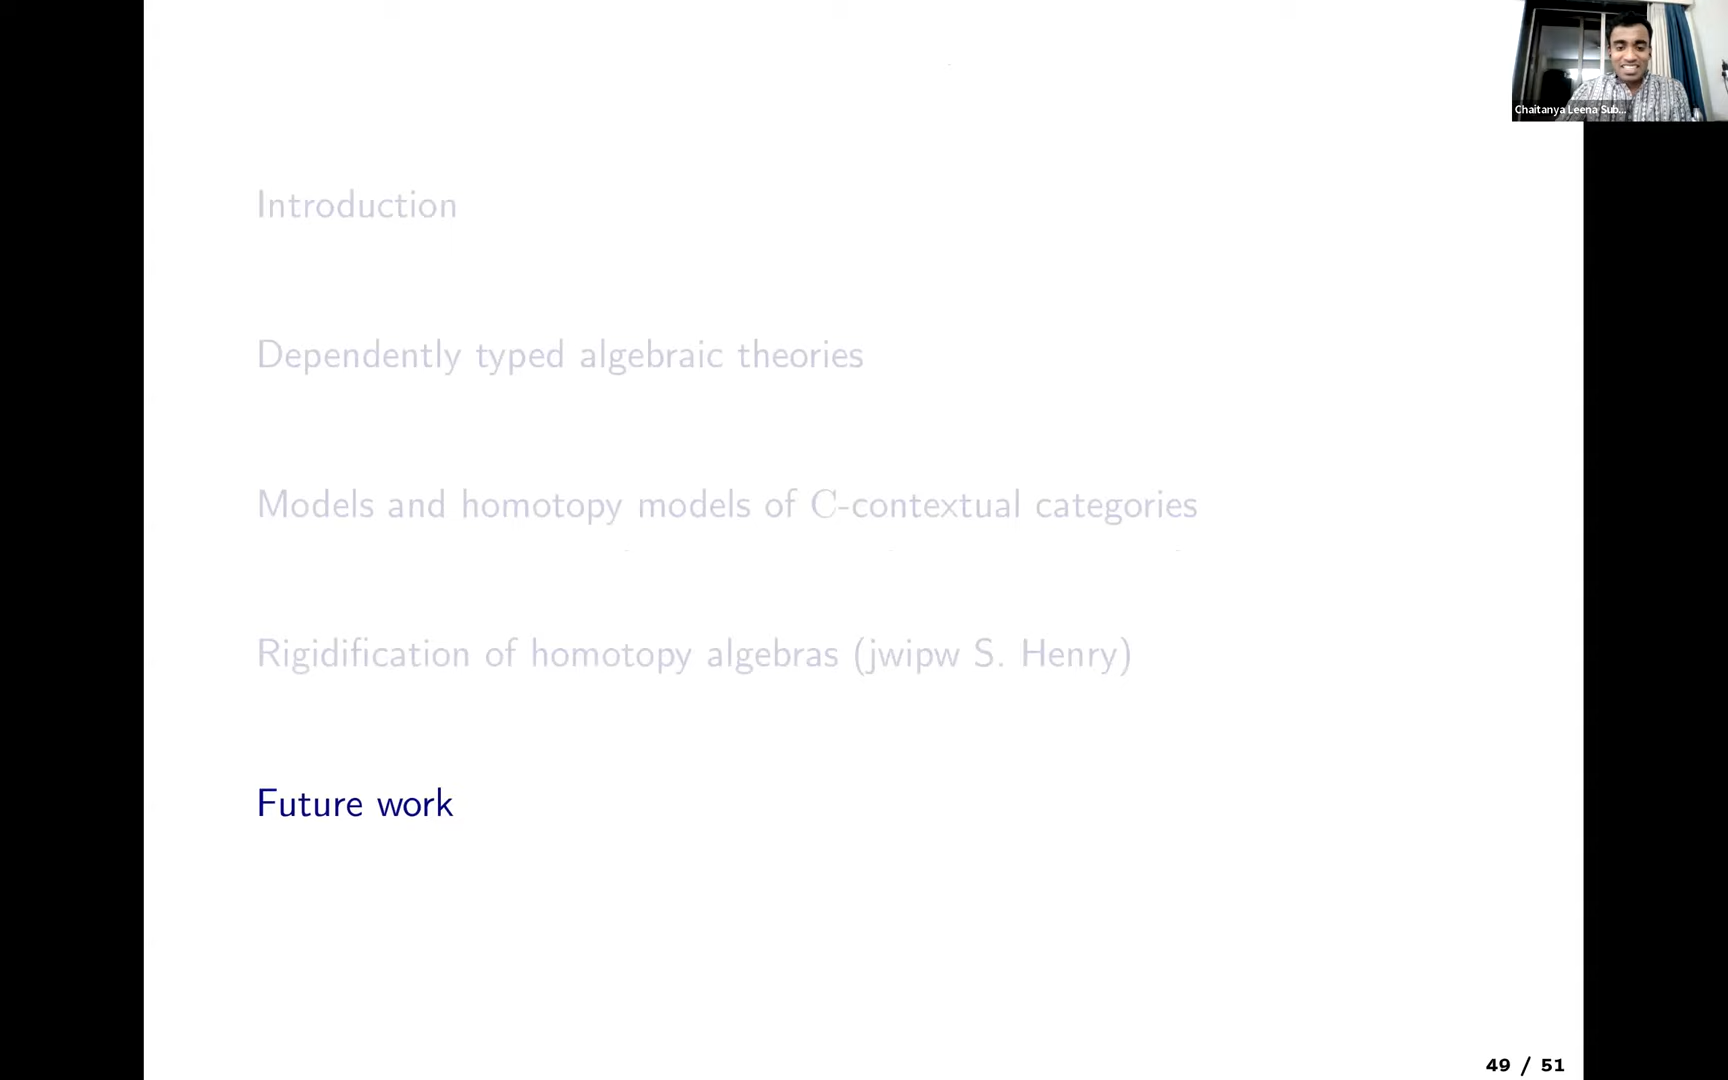 Chaitanya Leena Sub...
Introduction
Dependently typed algebraic theories
Models and homotopy models of C-contextual categories
Rigidification of homotopy algebras (jwipw S. Henry)
Future work
49 / 51